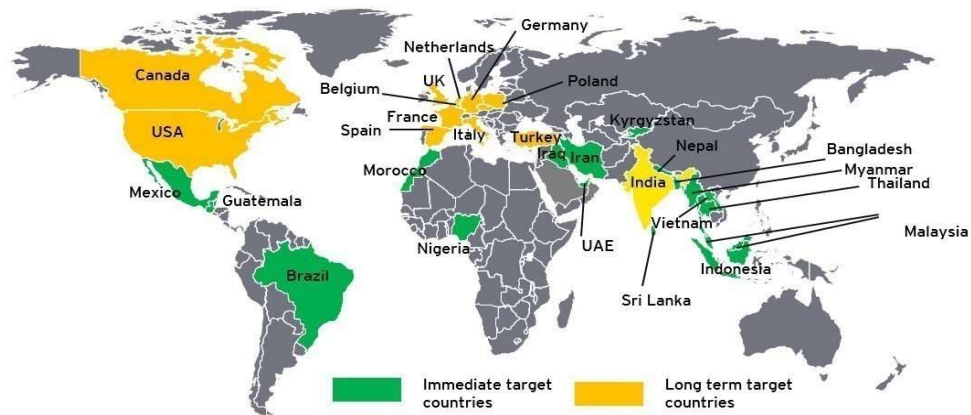 Germany
Netherlands
Canada
UK
Poland
Belgium
France
USA
Kyrgyzstan
Spain
Italy
Turkey
Nepal
Bangladesh
Iraq
Iran
Myanmar
Morocco
India
Thailand
Mexico
Guatemala
Vietnam
Malaysia
Nigeria
UAE
Indonesia
Brazil
Sri Lanka
Immediate target
countries
Long term target
countries